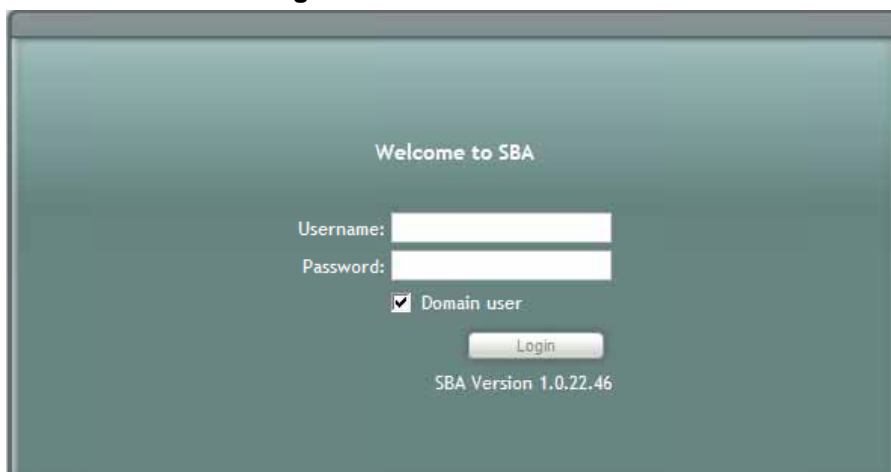 Welcome to SBA
Username:
Password:
Domain user
Login
SBA Version 1.0.22.46